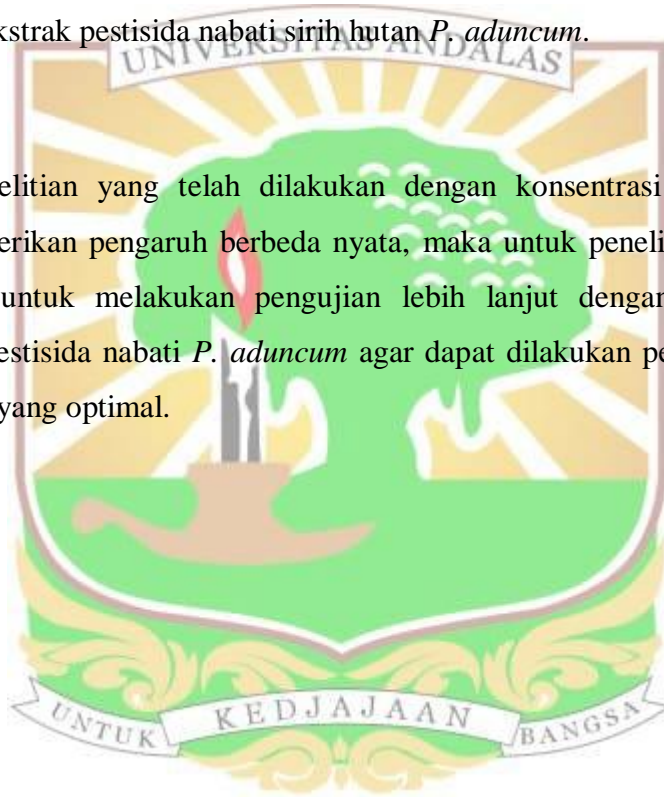 kstrak pestisida nabati sirih hutan P. aduncum.
UNIVERSITAS ANDALAS
elitian yang telah dilakukan dengan konsentrasi
erikan pengaruh berbeda nyata, maka untuk peneli
untuk melakukan pengujian lebih lanjut dengan
estisida nabati P. aduncum agar dapat dilakukan pe
yang optimal.
UNTUK KEDJAJAAN BANGSA